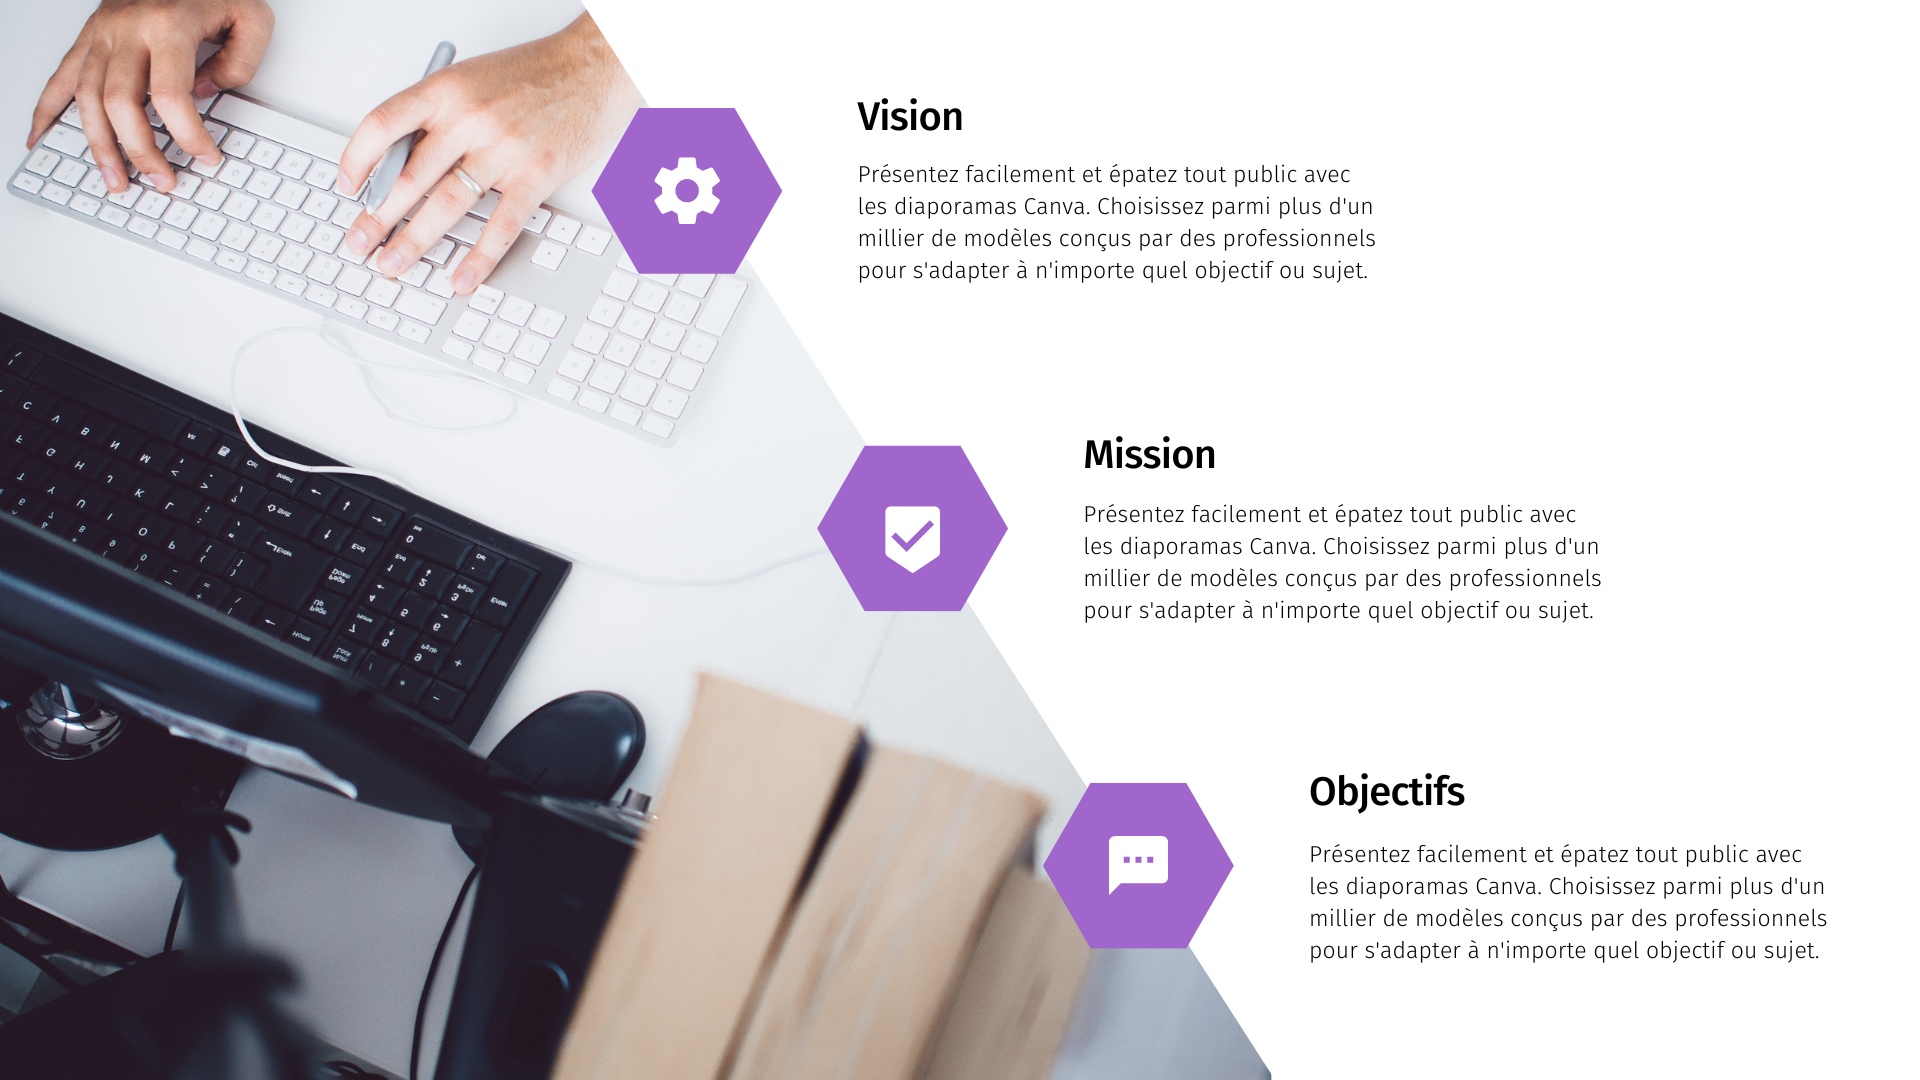 Vision
Présentez facilement et épatez tout public avec
les diaporamas Canva. Choisissez parmi plus d'un
millier de modèles conçus par des professionnels
pour s'adapter à n'importe quel objectif ou sujet.
Mission
Présentez facilement et épatez tout public avec
les diaporamas Canva. Choisissez parmi plus d'un
millier de modèles conçus par des professionnels
pour s'adapter à n'importe quel objectif ou sujet.
Objectifs
Présentez facilement et épatez tout public avec
les diaporamas Canva. Choisissez parmi plus d'un
millier de modèles conçus par des professionnels
pour s'adapter à n'importe quel objectif ou sujet.